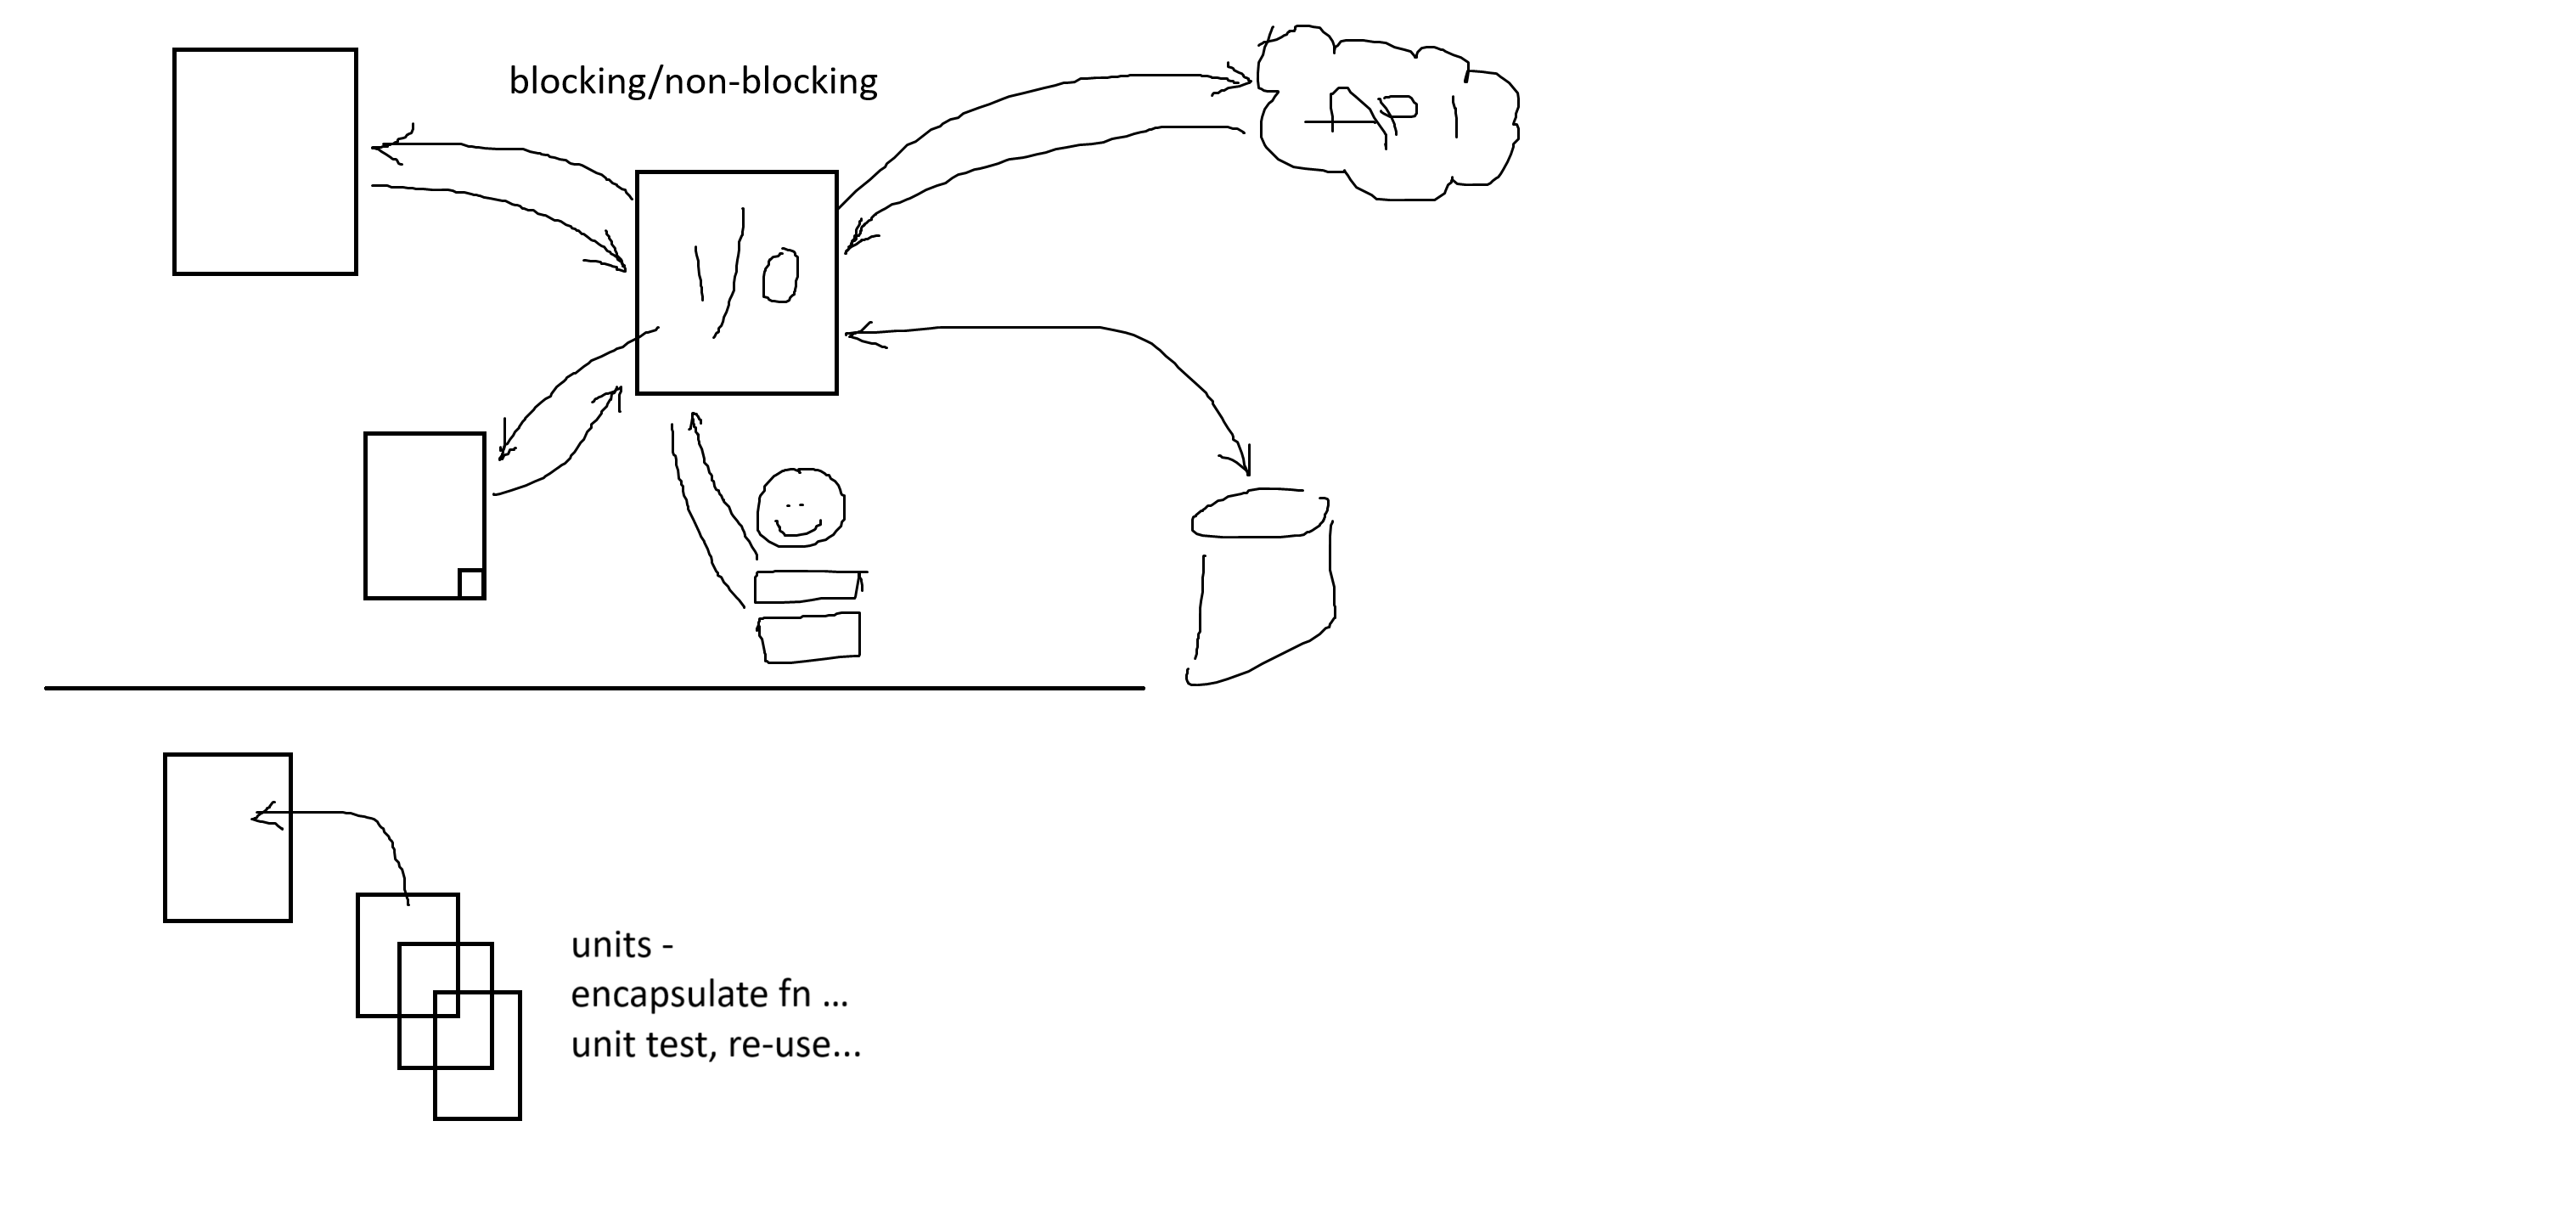 blocking/non-blocking
API
I/O
units -
encapsulate fn ...
unit test, re-use...